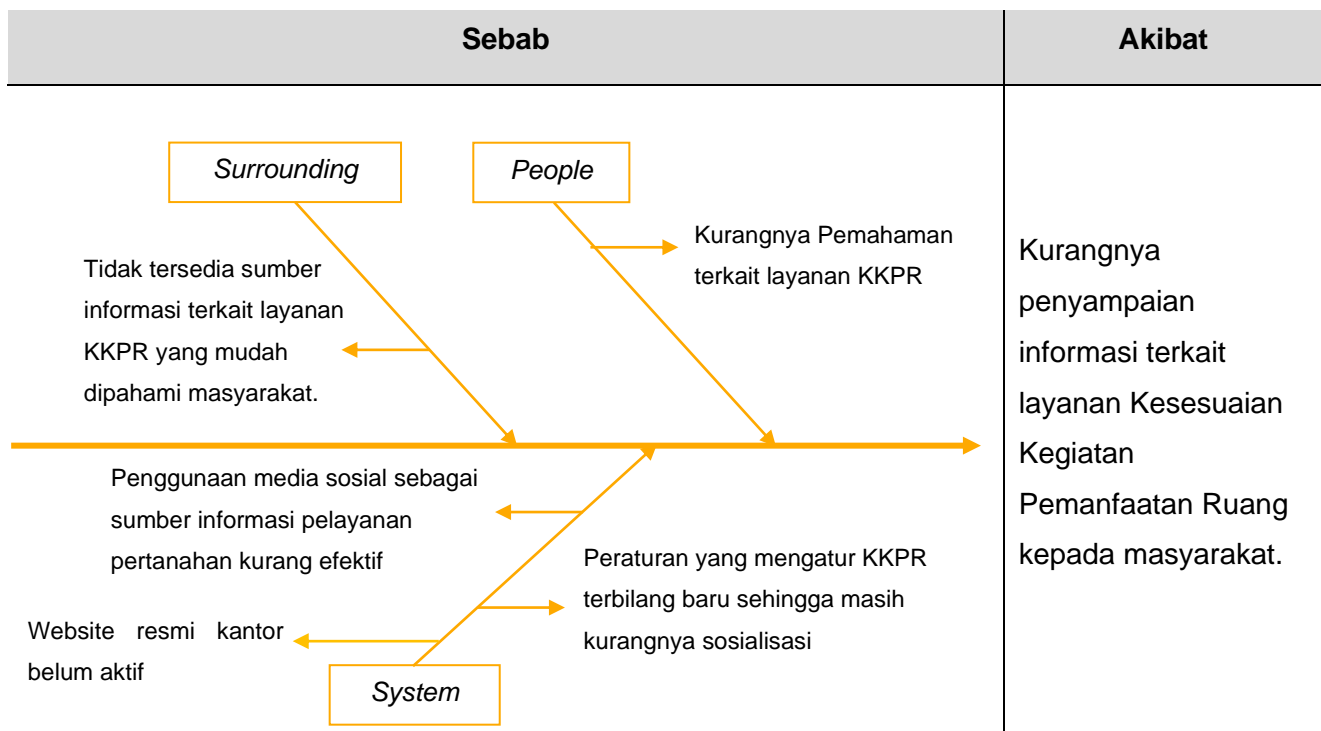 Sebab
Akibat
Surrounding
People
Kurangnya Pemahaman
terkait layanan KKPR
Tidak tersedia sumber
informasi terkait layanan
KKPR yang mudah
dipahami masyarakat.
Penggunaan media sosial sebagai
sumber informasi pelayanan
pertanahan kurang efektif
Peraturan yang mengatur KKPR
terbilang baru sehingga masih
kurangnya sosialisasi
Website resmi kantor
belum aktif
System
Kurangnya
penyampaian
informasi terkait
layanan Kesesuaian
Kegiatan
Pemanfaatan Ruang
kepada masyarakat.